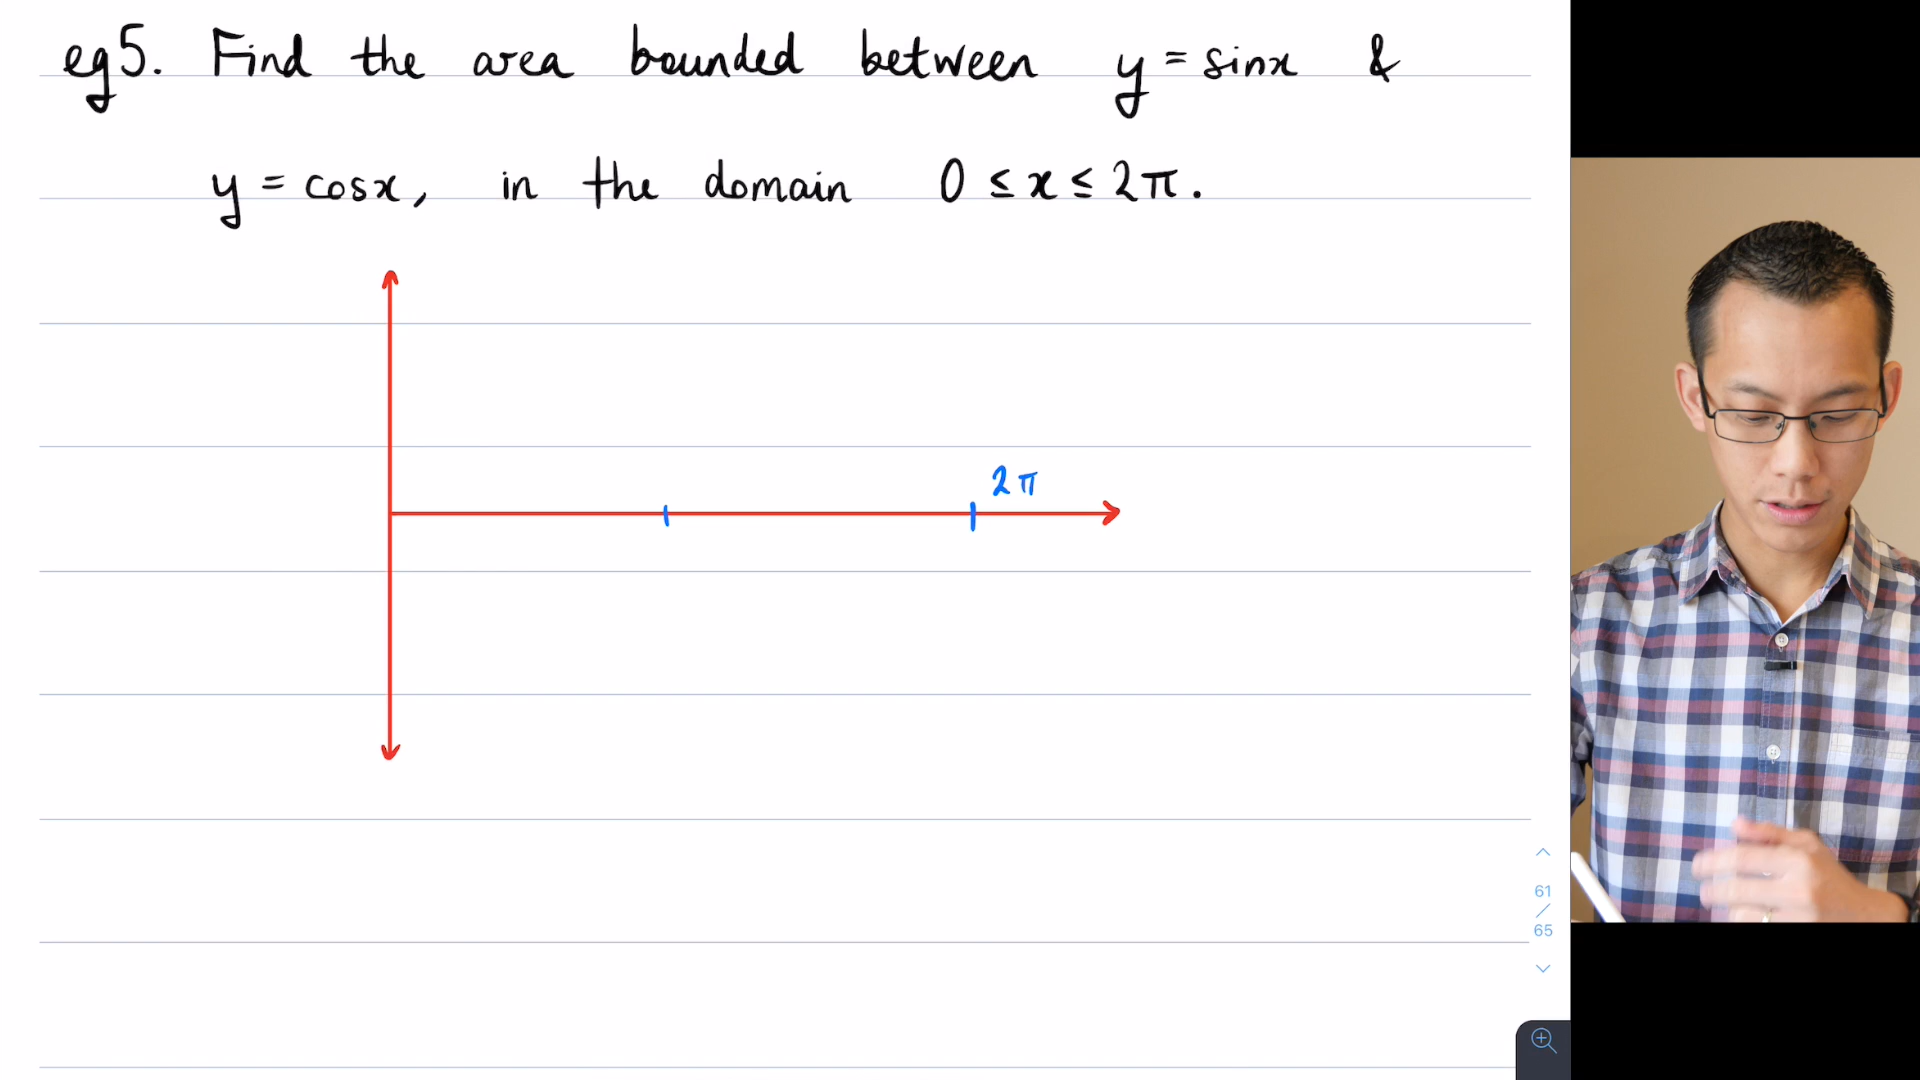 eg5. Find the area bounded between y = sinx &
y = cosx, in the domain 0 ≤ x ≤ 2π.
2π
61
/
65